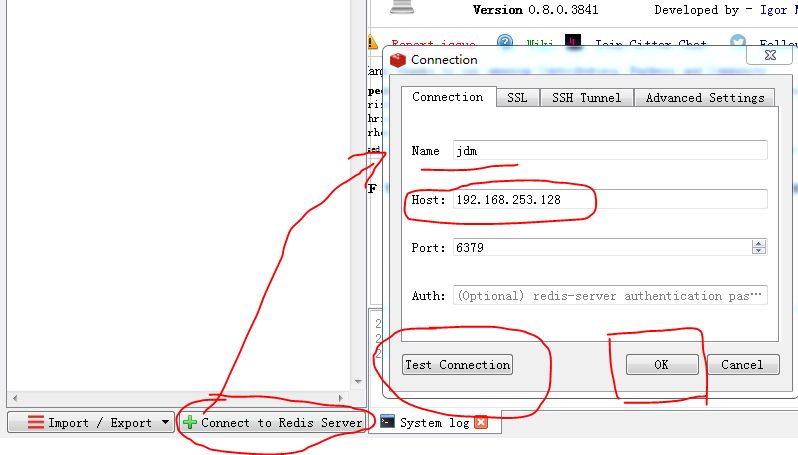 Version 0.8.0.3841 Developed by - Igor M
Report issue Wiki Join Gitter Chat Follow
Connection
Connection SSL SSH Tunnel Advanced Settings
Name jdm
Host: 192.168.253.128
Port: 6379
Auth: (Optional) redis-server authentication pas…
Test Connection OK Cancel
Import / Export Connect to Redis Server System log